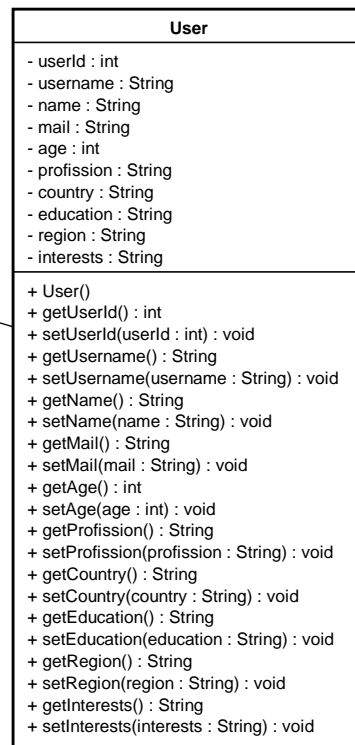 User
- userId : int
- username : String
- name : String
- mail : String
- age : int
- profission : String
- country : String
- education : String
- region : String
- interests : String
+ User()
+ getUserId() : int
+ setUserId(userId : int) : void
+ getUsername() : String
+ setUsername(username : String) : void
+ getName() : String
+ setName(name : String) : void
+ getMail() : String
+ setMail(mail : String) : void
+ getAge() : int
+ setAge(age : int) : void
+ getProfission() : String
+ setProfission(profission : String) : void
+ getCountry() : String
+ setCountry(country : String) : void
+ getEducation() : String
+ setEducation(education : String) : void
+ getRegion() : String
+ setRegion(region : String) : void
+ getInterests() : String
+ setInterests(interests : String) : void